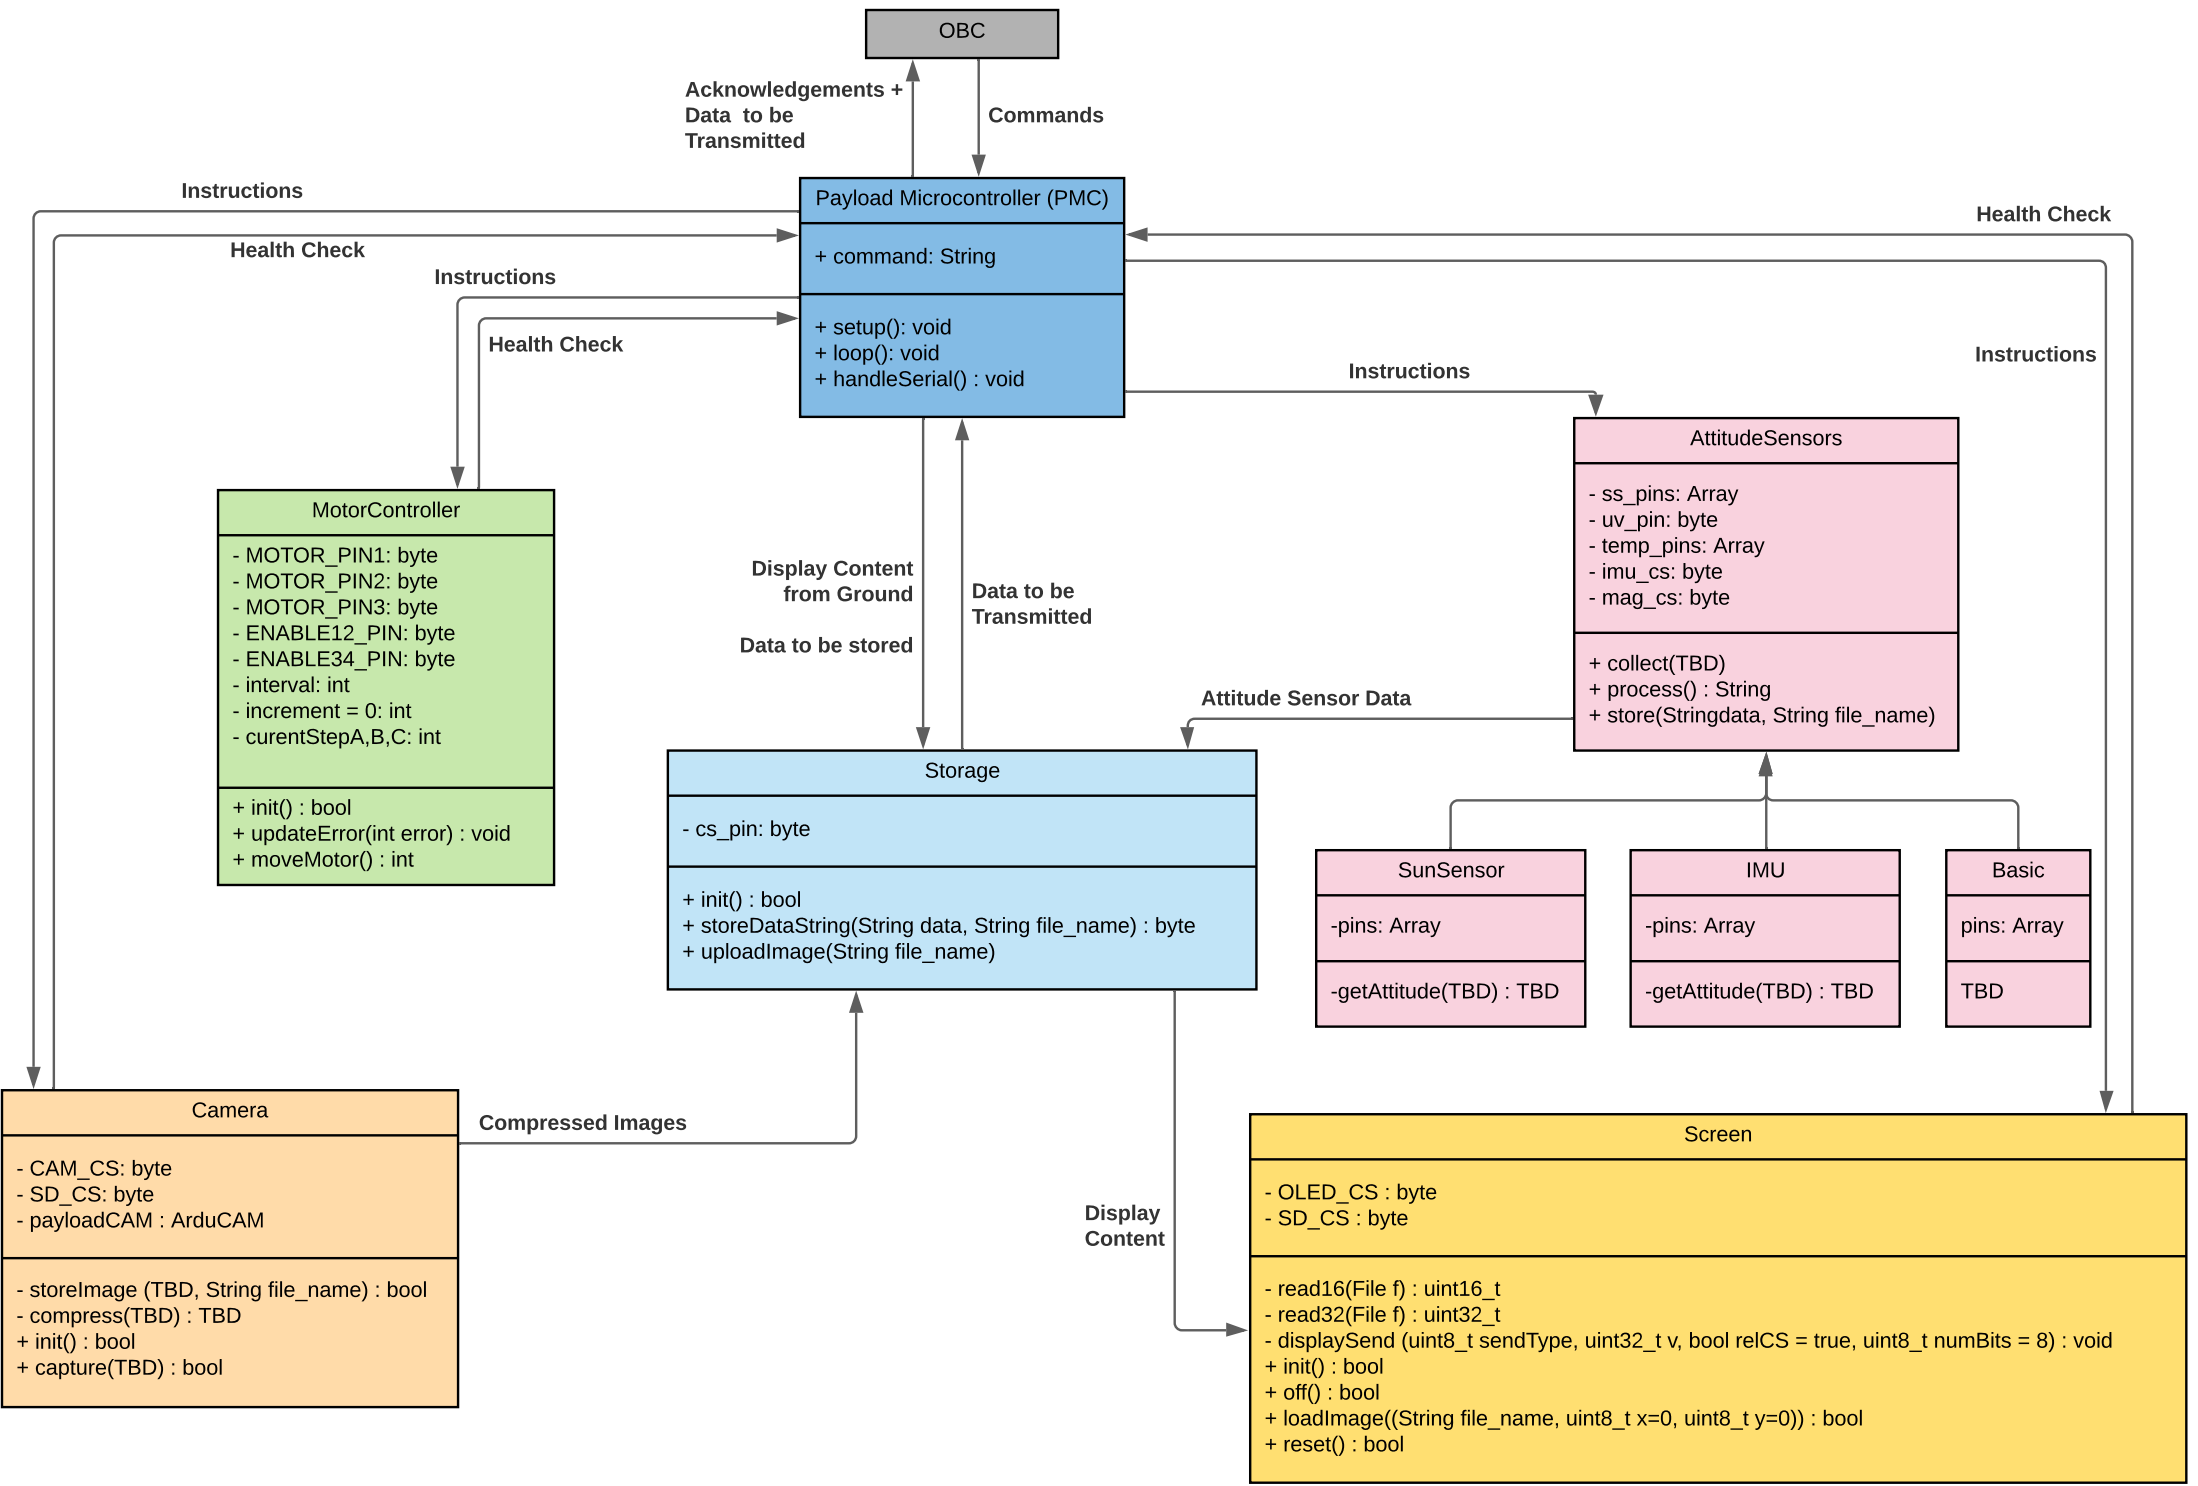 OBC
Acknowledgements +
Data  to be
Transmitted
Commands
Instructions
Health Check
Instructions
Health Check
Payload Microcontroller (PMC)
+ command: String
+ setup(): void
+ loop(): void
+ handleSerial() : void
Health Check
Instructions
Instructions
AttitudeSensors
- ss_pins: Array
- uv_pin: byte
- temp_pins: Array
- imu_cs: byte
- mag_cs: byte
+ collect(TBD)
+ process() : String
+ store(Stringdata, String file_name)
MotorController
- MOTOR_PIN1: byte
- MOTOR_PIN2: byte
- MOTOR_PIN3: byte
- ENABLE12_PIN: byte
- ENABLE34_PIN: byte
- interval: int
- increment = 0: int
- curentStepA,B,C: int
+ init() : bool
+ updateError(int error) : void
+ moveMotor() : int
Display Content
from Ground
Data to be stored
Data to be
Transmitted
Attitude Sensor Data
Storage
- cs_pin: byte
+ init() : bool
+ storeDataString(String data, String file_name) : byte
+ uploadImage(String file_name)
SunSensor
-pins: Array
-getAttitude(TBD) : TBD
IMU
-pins: Array
-getAttitude(TBD) : TBD
Basic
pins: Array
TBD
Camera
- CAM_CS: byte
- SD_CS: byte
- payloadCAM : ArduCAM
- storeImage (TBD, String file_name) : bool
- compress(TBD) : TBD
+ init() : bool
+ capture(TBD) : bool
Compressed Images
Display
Content
Screen
- OLED_CS : byte
- SD_CS : byte
- read16(File f) : uint16_t
- read32(File f) : uint32_t
- displaySend (uint8_t sendType, uint32_t v, bool relCS = true, uint8_t numBits = 8) : void
+ init() : bool
+ off() : bool
+ loadImage((String file_name, uint8_t x=0, uint8_t y=0)) : bool
+ reset() : bool